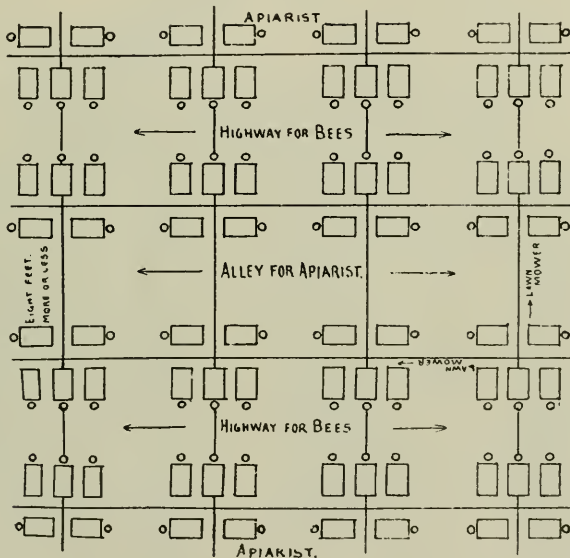 APIARIST
HIGHWAY FOR BEES
ALLEY FOR APIARIST.
EIGHT FEET.
MORE OR LESS
LAWN
MOWER
LAWN
MOWER
HIGHWAY FOR BEES
APIARIST.